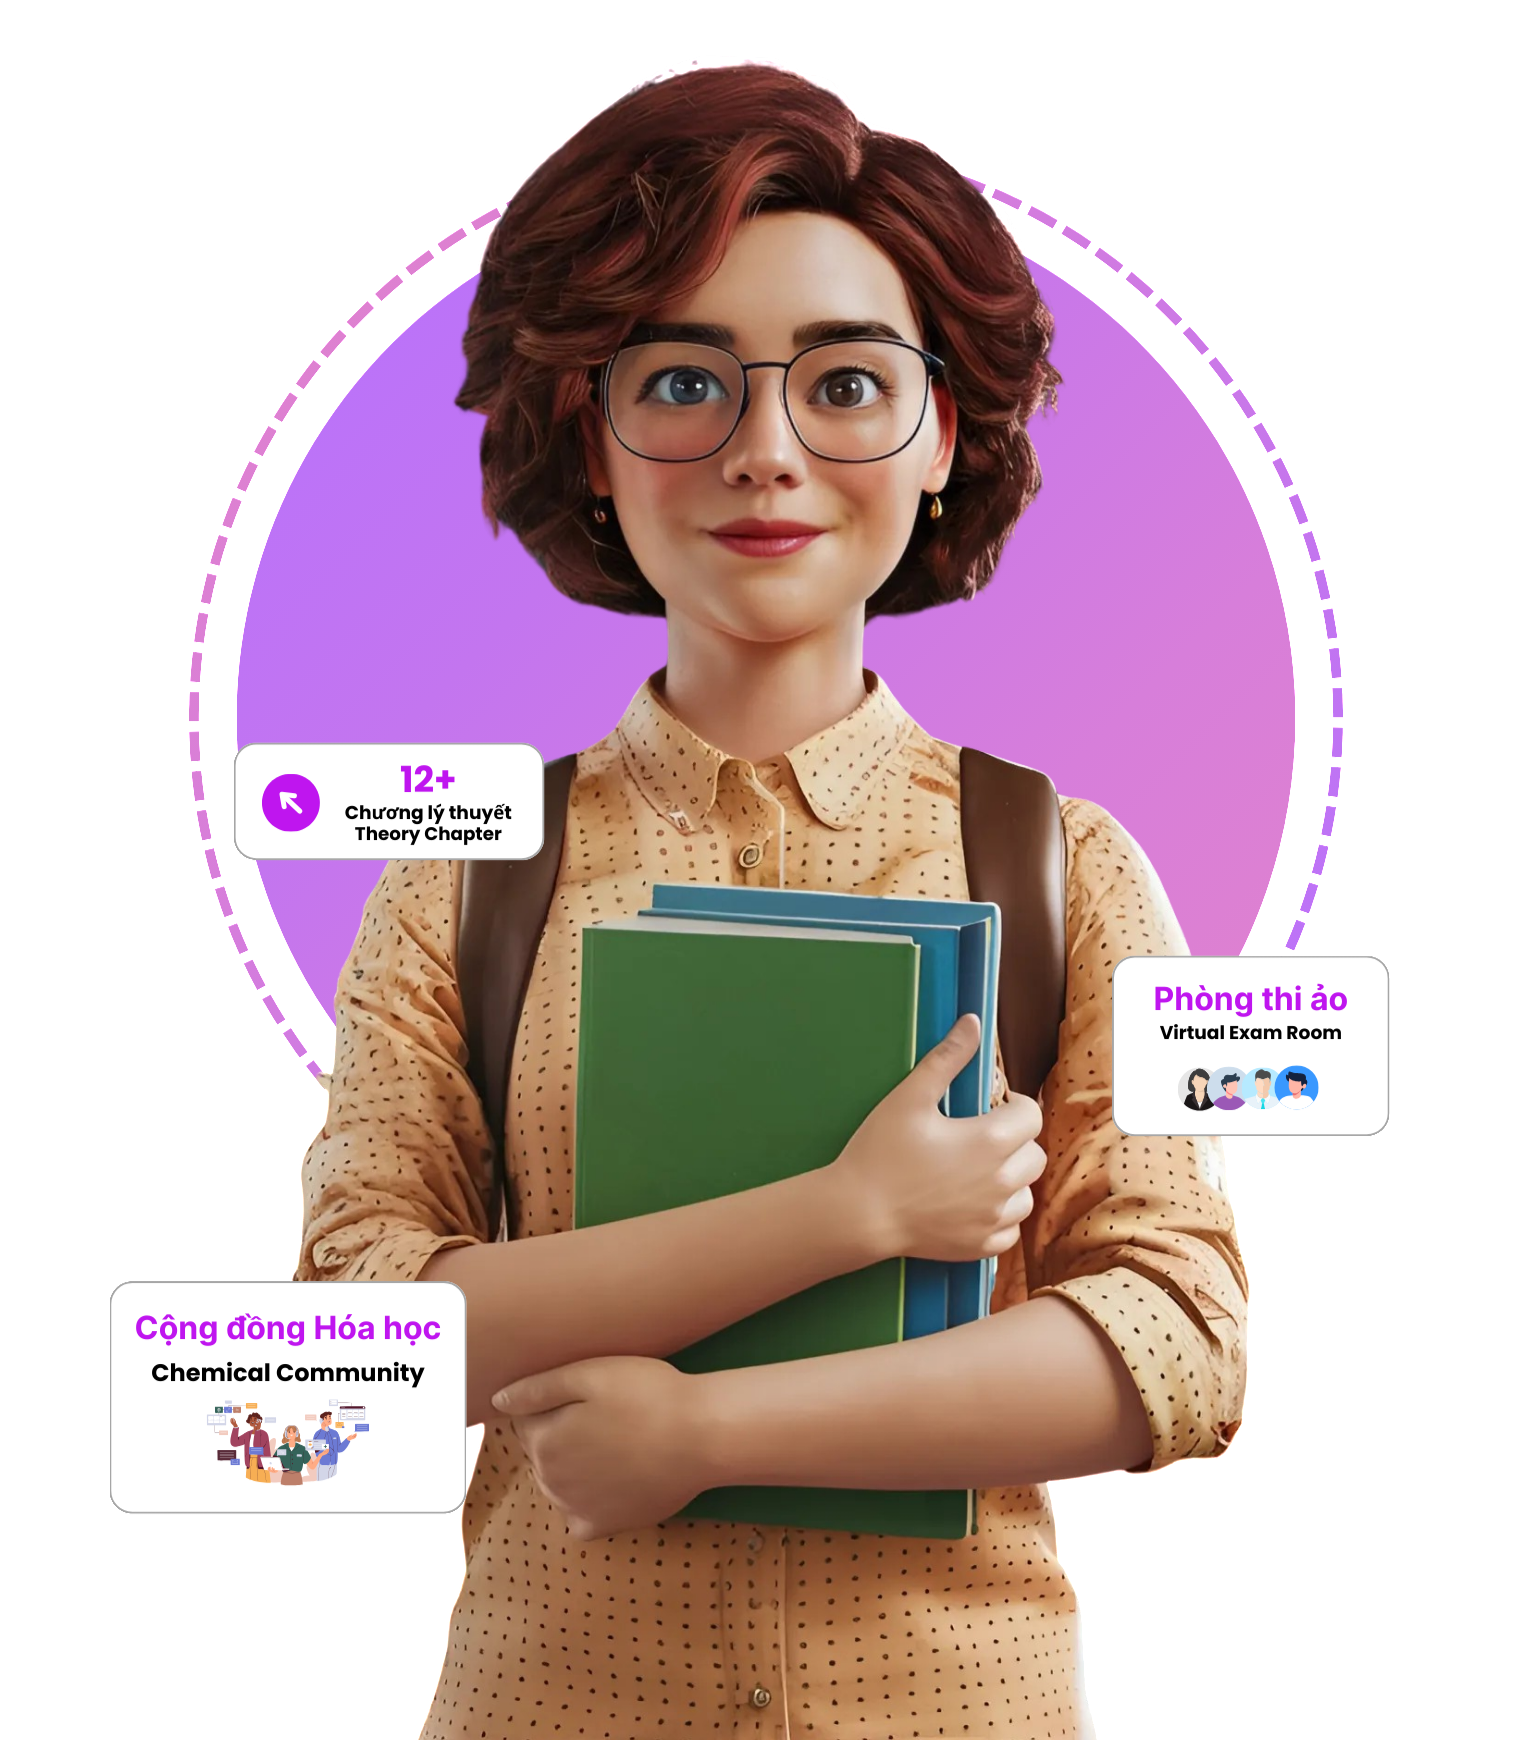 12+
Chương lý thuyết
Theory Chapter
Phòng thi ảo
Virtual Exam Room
Cộng đồng Hóa học
Chemical Community